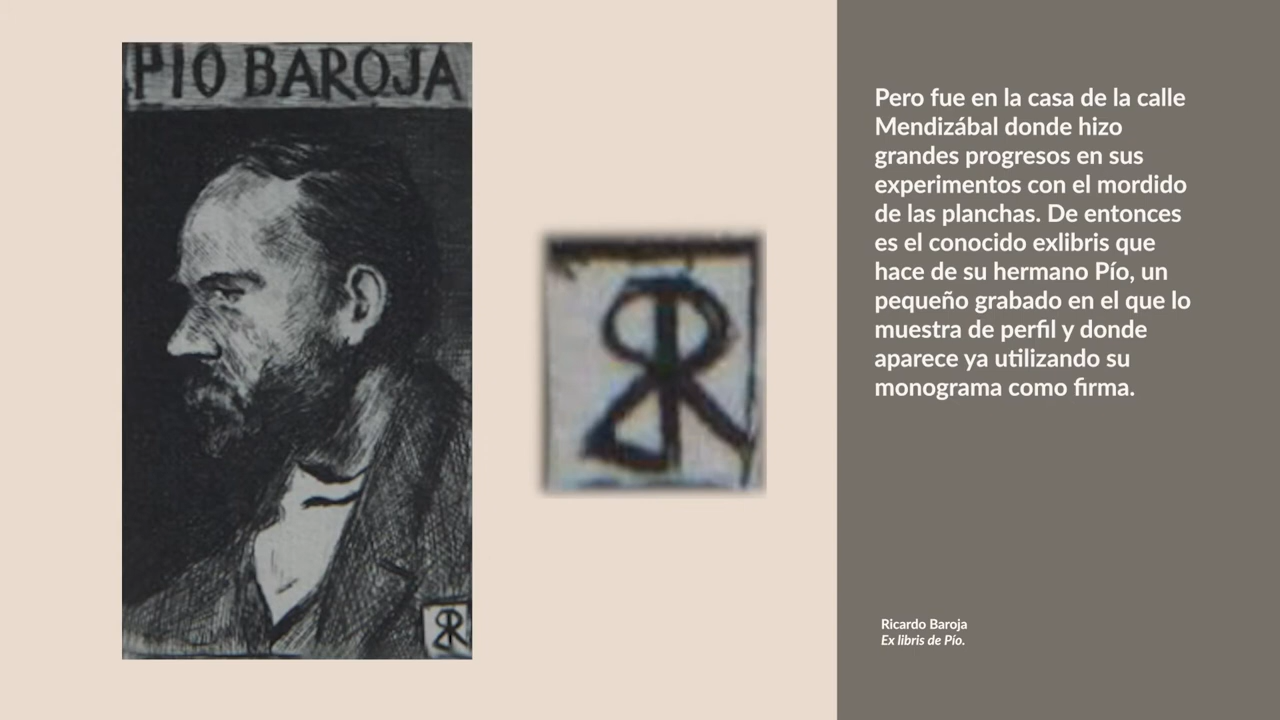 PIO BAROJA
Pero fue en la casa de la calle
Mendizábal donde hizo
grandes progresos en sus
experimentos con el mordido
de las planchas. De entonces
es el conocido exlibris que
hace de su hermano Pío, un
pequeño grabado en el que lo
muestra de perfil y donde
aparece ya utilizando su
monograma como firma.
Ricardo Baroja
Ex libris de Pío.